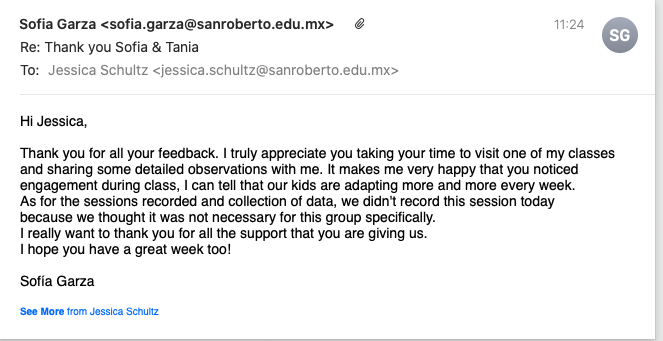 Sofia Garza <sofia.garza@sanroberto.edu.mx>
11:24
SG
Re: Thank you Sofia & Tania
To: Jessica Schultz <jessica.schultz@sanroberto.edu.mx>
Hi Jessica,
Thank you for all your feedback. I truly appreciate you taking your time to visit one of my classes
and sharing some detailed observations with me. It makes me very happy that you noticed
engagement during class, I can tell that our kids are adapting more and more every week.
As for the sessions recorded and collection of data, we didn't record this session today
because we thought it was not necessary for this group specifically.
I really want to thank you for all the support that you are giving us.
I hope you have a great week too!
Sofía Garza
See More from Jessica Schultz